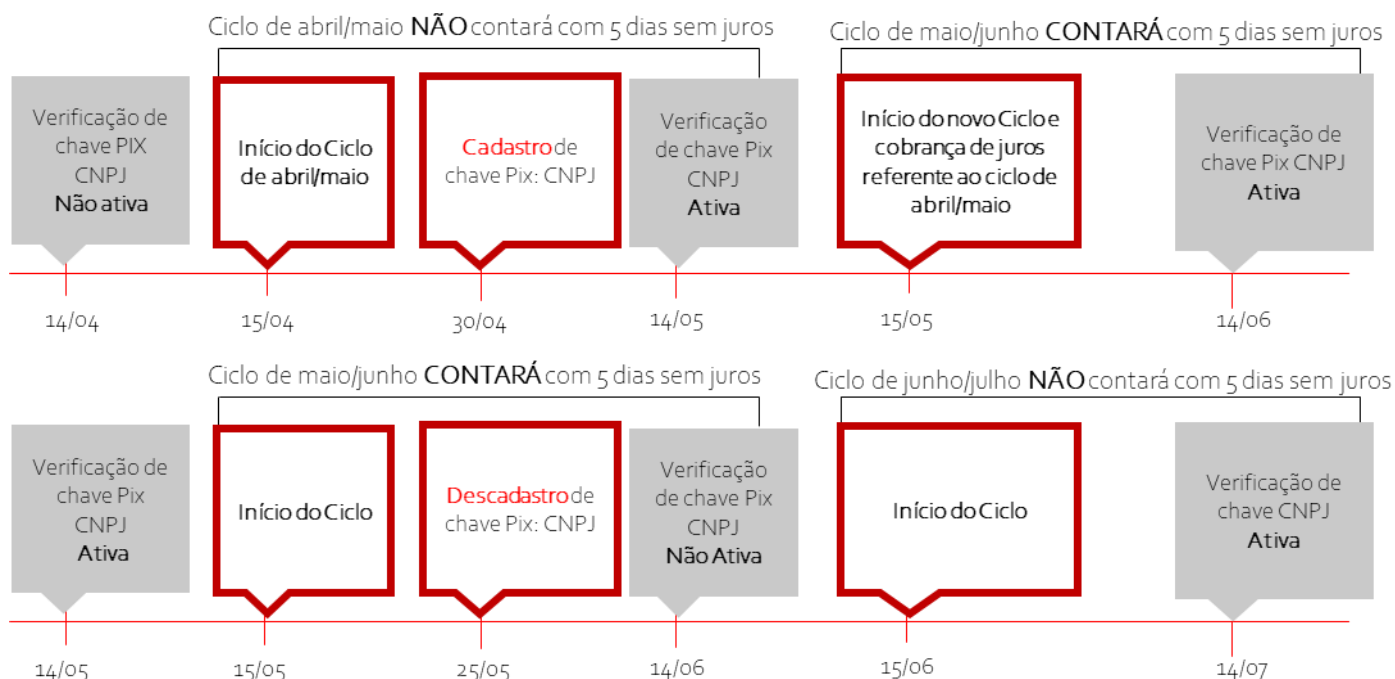 Ciclo de abril/maio NÃO contará com 5 dias sem juros
Ciclo de maio/junho CONTARÁ com 5 dias sem juros
Verificação de
chave PIX
CNPJ
Não ativa
Início do Ciclo
de abril/maio
Cadastro de
chave Pix: CNPJ
Verificação
de chave Pix
CNPJ
Ativa
Início do novo Ciclo e
cobrança de juros
referente ao ciclo de
abril/maio
Verificação de
chave Pix CNPJ
Ativa
14/04
15/04
30/04
14/05
15/05
14/06
Ciclo de maio/junho CONTARÁ com 5 dias sem juros
Ciclo de junho/julho NÃO contará com 5 dias sem juros
Verificação de
chave Pix
CNPJ
Ativa
Início do Ciclo
Descadastro de
chave Pix: CNPJ
Verificação
de chave Pix
CNPJ
Não Ativa
Início do Ciclo
Verificação de
chave CNPJ
Ativa
14/05
15/05
25/05
14/06
15/06
14/07